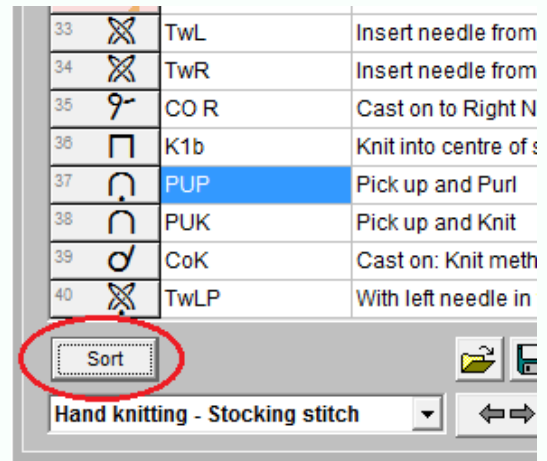 33 TwL Insert needle from
34 TwR Insert needle from
35 CO R Cast on to Right N
36 K1b Knit into centre of s
37 PUP Pick up and Purl
38 PUK Pick up and Knit
39 CoK Cast on: Knit meth
40 TwLP With left needle in
Sort
Hand knitting - Stocking stitch